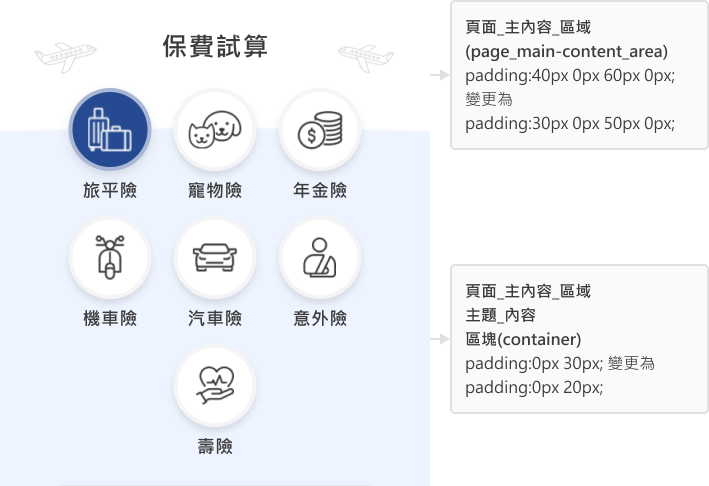 保費試算
旅平險
寵物險
年金險
機車險
汽車險
意外險
壽險
頁面_主內容_區域
(page_main-content_area)
padding:40px 0px 60px 0px;
變更為
padding:30px 0px 50px 0px;
頁面_主內容_區域
主題_內容
區塊(container)
padding:0px 30px; 變更為
padding:0px 20px;